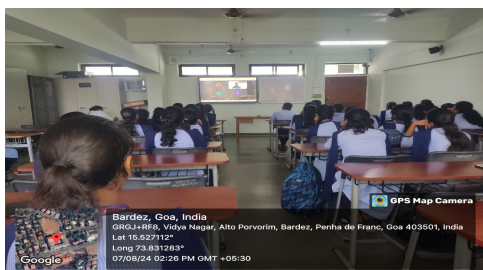 GPS Map Camera
Bardez, Goa, India
GRGJ+RF8, Vidya Nagar, Alto Porvorim, Bardez, Penha de Franc, Goa 403501, India
Lat 15.527112°
Long 73.831283°
07/08/24 02:26 PM GMT +05:30
Google